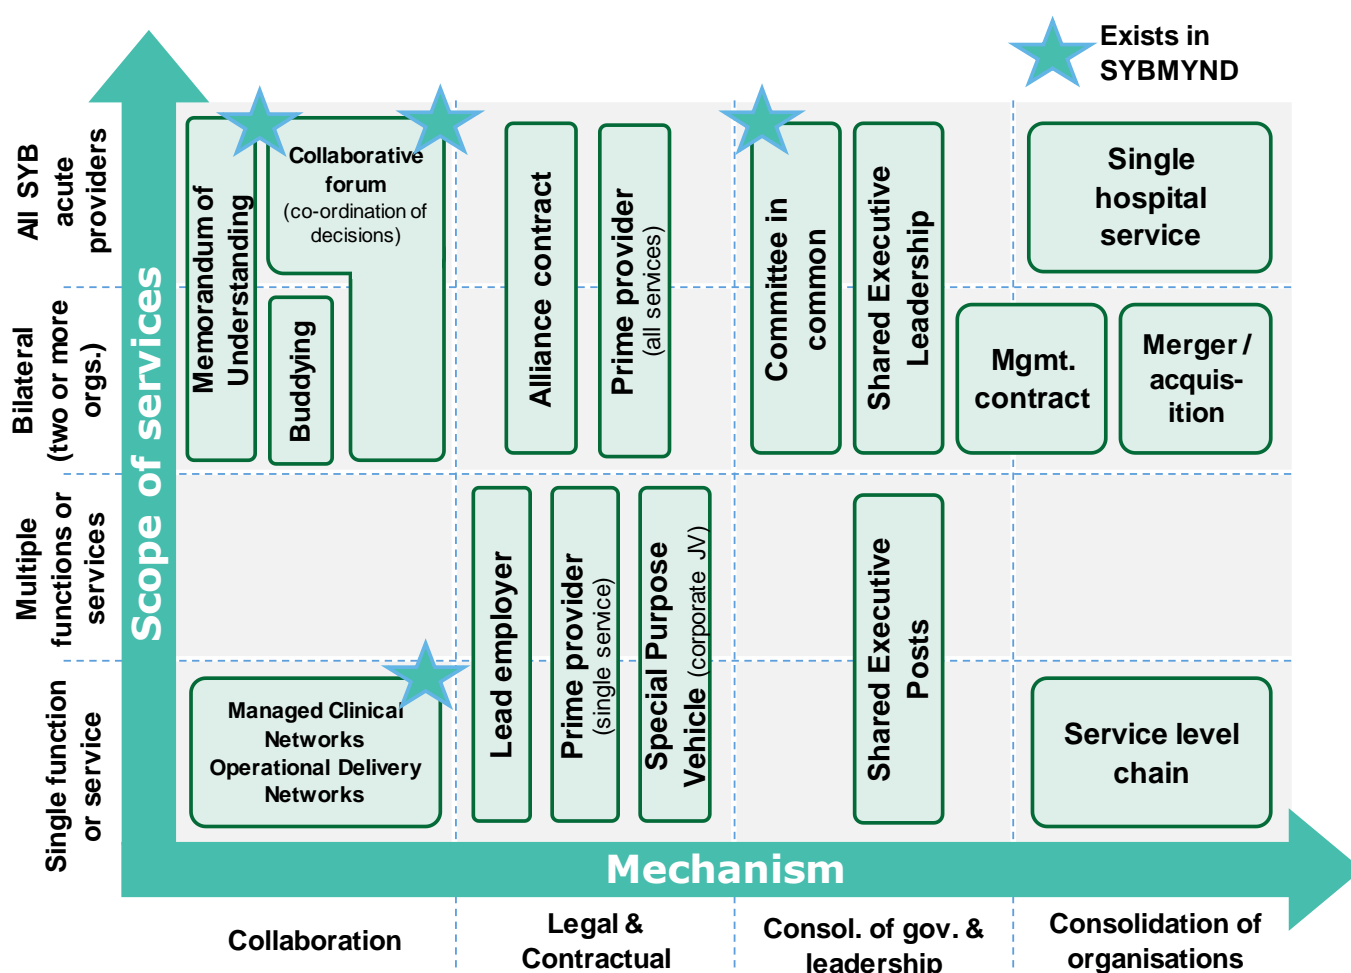 Exists in
SYBMYND
Scope of services
All SYB
acute
providers
Bilateral
(two or more
orgs.)
Multiple
functions or
services
Single function
or service
Memorandum of
Understanding
Collaborative
forum
(co-ordination of
decisions)
Buddying
Managed Clinical
Networks
Operational Delivery
Networks
Alliance contract
Prime provider
(all services)
Lead employer
Prime provider
(single service)
Special Purpose
Vehicle (corporate JV)
Committee in
common
Shared Executive
Leadership
Shared Executive
Posts
Single
hospital
service
Mgmt.
contract
Merger /
acquis-
ition
Service level
chain
Mechanism
Collaboration
Legal &
Contractual
Consol. of gov. &
leadership
Consolidation of
organisations